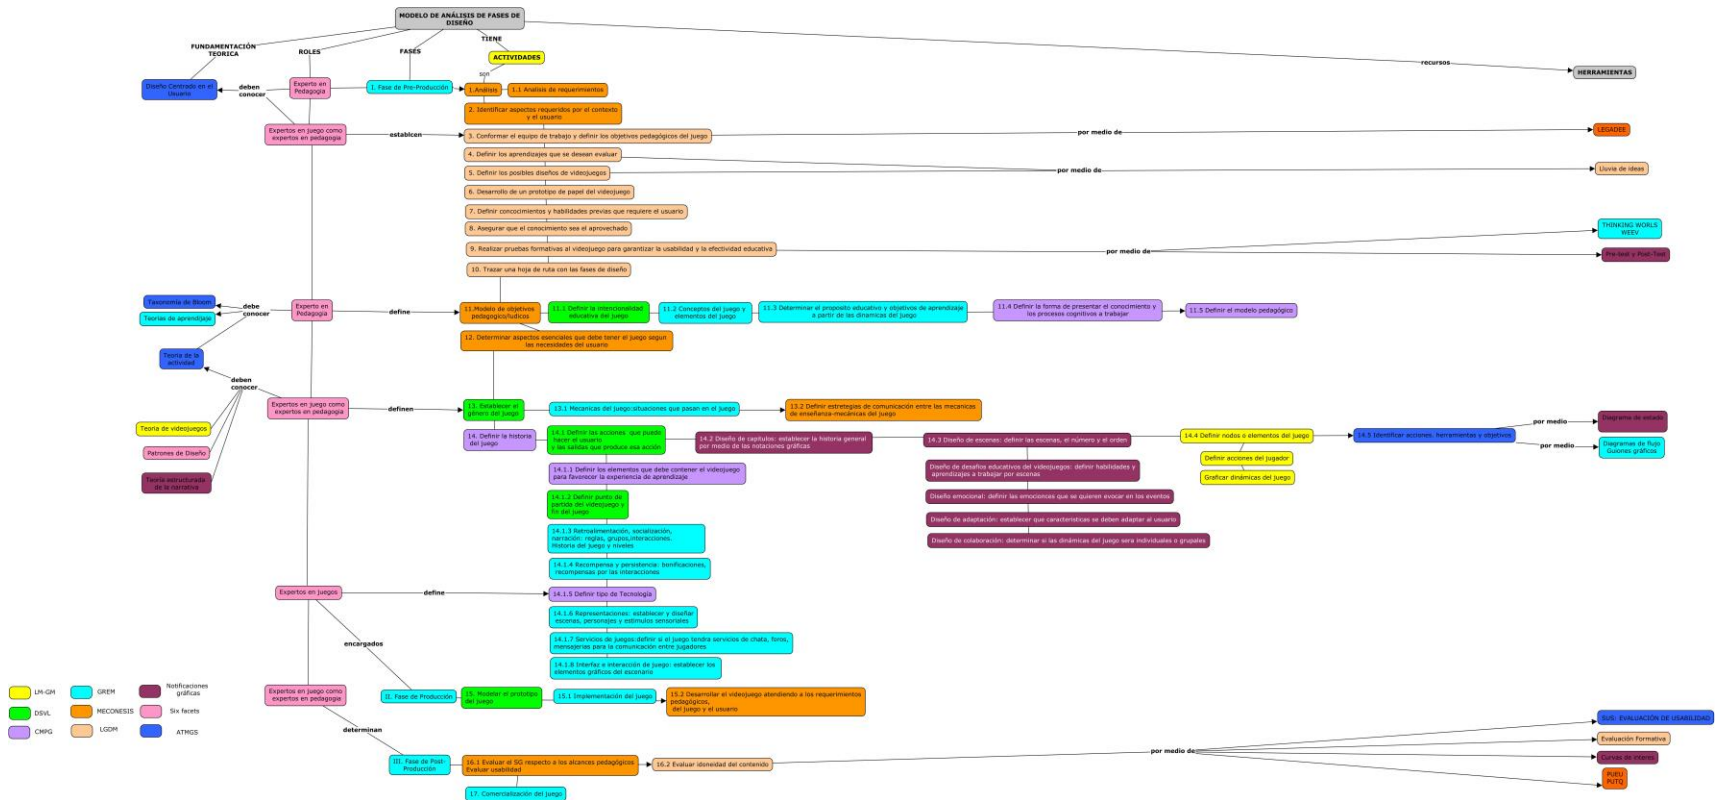 MODELO DE ANÁLISIS DE FASES DE
DISEÑO
FUNDAMENTACIÓN
TEORICA
ROLES
FASES
TIENE
recursos
ACTIVIDADES
HERRAMIENTAS
son
Diseño Centrado en el
Usuario
deben
conocer
Experto en
Pedagogía
I. Fase de Pre-Producción
1.Análisis
1.1 Analisis de requerimientos
2. Identificar aspectos requeridos por el contexto
y el usuario
Expertos en juego como
expertos en pedagogía
establcen
3. Conformar el equipo de trabajo y definir los objetivos pedagógicos del juego
por medio de
LEGADEE
4. Definir los aprendizajes que se desean evaluar
5. Definir los posibles diseños de videojuegos
por medio de
Lluvia de ideas
6. Desarrollo de un prototipo de papel del videojuego
7. Definir concocimientos y habilidades previas que requiere el usuario
8. Asegurar que el conocimiento sea el aprovechado
9. Realizar pruebas formativas al videojuego para garantizar la usabilidad y la efectividad educativa
por medio de
THINKING WORLS
WEEV
Pre-test y Post-Test
10. Trazar una hoja de ruta con las fases de diseño
Taxonomía de Bloom
Teorías de aprendijaje
debe
conocer
Experto en
Pedagogía
define
11.Modelo de objetivos
pedagogico/ludicos
11.1 Definir la intencionalidad
educativa del juego
11.2 Conceptos del juego y
elementos del juego
11.3 Determinar el proposito educativo y objetivos de aprendizaje
a partir de las dinamicas del juego
11.4 Definir la forma de presentar el conocimiento y
los procesos cognitivos a trabajar
11.5 Definir el modelo pedagógico
12. Determinar aspectos esenciales que debe tener el juego segun
las necesidades del usuario
Teoría de la
actividad
deben
conocer
Expertos en juego como
expertos en pedagogía
definen
13. Establecer el
género del juego
13.1 Mecanicas del juego:situaciones que pasan en el juego
13.2 Definir estretegias de comunicación entre las mecanicas
de enseñanza-mecánicas del juego
Teoría de videojuegos
Patrones de Diseño
Teoría estructurada
de la narrativa
14. Definir la historia
del juego
14.1 Definir las acciones que puede
hacer el usuario
y las salidas que produce esa acción
14.2 Diseño de capitulos: establecer la historia general
por medio de las notaciones gráficas
14.3 Diseño de escenas: definir las escenas, el número y el orden
14.4 Definir nodos o elementos del juego
14.5 Identificar acciones, herramientas y objetivos
por medio
Diagrama de estado
por medio
Diagramas de flujo
Guiones gráficos
Definir acciones del jugador
Graficar dinámicas del juego
Diseño de desafíos educativos del videojuegos: definir habilidades y
aprendizajes a trabajar por escenas
Diseño emocional: definir las emocionces que se quieren evocar en los eventos
Diseño de adaptación: establecer que caracteristicas se deben adaptar al usuario
Diseño de colaboración: determinar si las dinámicas del juego sera individuales o grupales
14.1.1 Definir los elementos que debe contener el videojuego
para favorecer la experiencia de aprendizaje
14.1.2 Definir punto de
partida del videojuego y
fin del juego
14.1.3 Retroalimentación, socialización,
narración: reglas, grupos,interacciones.
Historia del juego y niveles
14.1.4 Recompensa y persistencia: bonificaciones,
recompensas por las interacciones
Expertos en juegos
define
14.1.5 Definir tipo de Tecnología
14.1.6 Representaciones: establecer y diseñar
escenas, personajes y estimulos sensoriales
encargados
14.1.7 Servicios de juegos:definir si el juego tendra servicios de chats, foros,
mensajerias para la comunicación entre jugadores
14.1.8 Interfaz e interacción de juego: establecer los
elementos gráficos del escenario
Expertos en juego como
expertos en pedagogía
II. Fase de Producción
15. Modelar el prototipo
del juego
15.1 Implementación del juego
15.2 Desarrollar el videojuego atendiendo a los requerimientos
pedagógicos,
del juego y el usuario
determinan
III. Fase de Post-
Producción
16.1 Evaluar el SG respecto a los alcances pedagógicos
Evaluar usabilidad
16.2 Evaluar idoneidad del contenido
por medio de
SUS: EVALUACIÓN DE USABILIDAD
Evaluación Formativa
Curvas de interes
PUEU
PUTQ
17. Comercialización del juego
LM-GM
GREM
Notificaciones
gráficas
DSVL
MECONESIS
Six facets
CMPG
LGDM
ATMGS